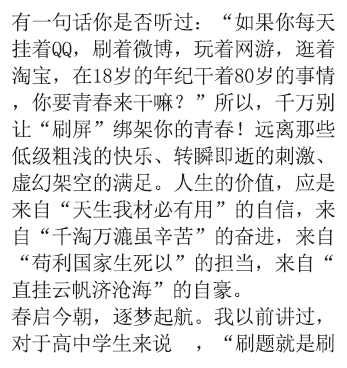 有一句话你是否听过：“如果你每天
挂着QQ，刷着微博，玩着网游，逛着
淘宝，在18岁的年纪干着80岁的事情
，你要青春来干嘛？”所以，千万别
让“刷屏”绑架你的青春！远离那些
低级粗浅的快乐、转瞬即逝的刺激、
虚幻架空的满足。人生的价值，应是
来自“天生我材必有用”的自信，来
自“千淘万漉虽辛苦”的奋进，来自
“苟利国家生死以”的担当，来自“
直挂云帆济沧海”的自豪。
春启今朝，逐梦起航。我以前讲过，
对于高中学生来说　，“刷题就是刷